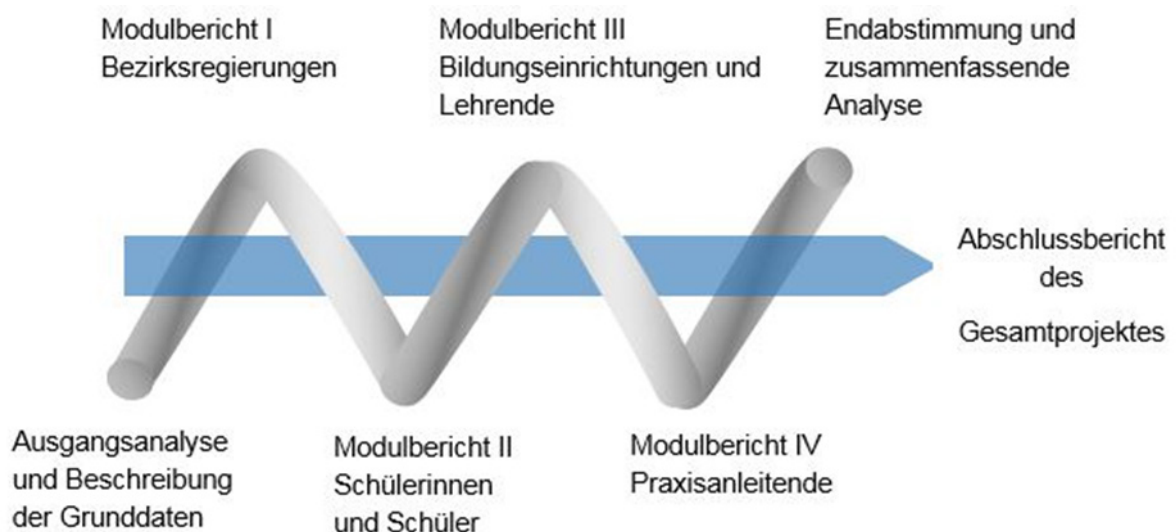 Modulbericht I
Bezirksregierungen
Modulbericht III
Bildungseinrichtungen und
Lehrende
Endabstimmung und
zusammenfassende
Analyse
Abschlussbericht
des
Gesamtprojektes
Ausgangsanalyse
und Beschreibung
der Grunddaten
Modulbericht II
Schülerinnen
und Schüler
Modulbericht IV
Praxisanleitende